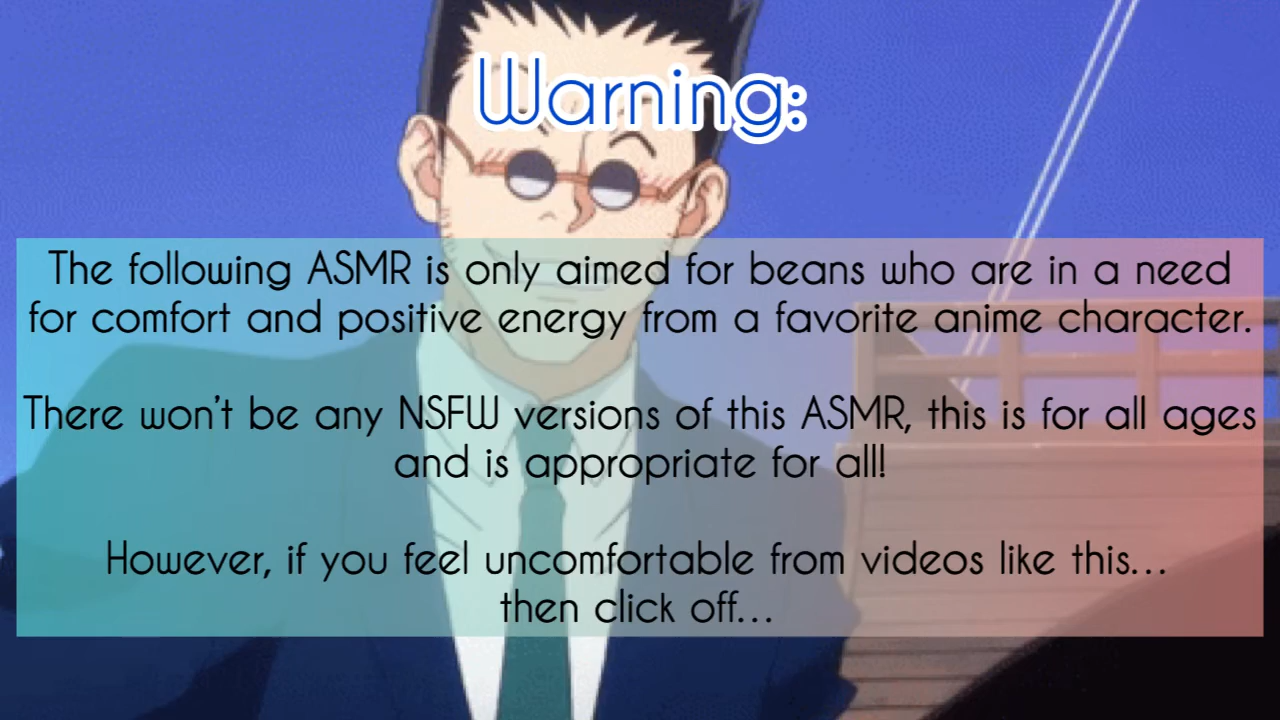 Warning:
The following ASMR is only aimed for beans who are in a need
for comfort and positive energy from a favorite anime character.
There won't be any NSFW versions of this ASMR, this is for all ages
and is appropriate for all!
However, if you feel uncomfortable from videos like this...
then click off...